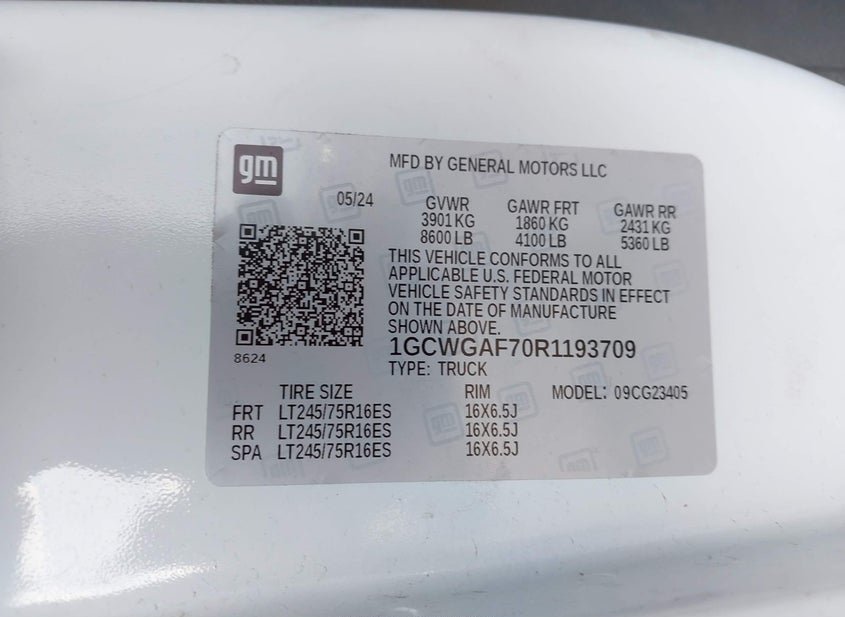 gm
MFD BY GENERAL MOTORS LLC
05/24
GVWR GAWR FRT GAWR RR
3901 KG 1860 KG 2431 KG
8600 LB 4100 LB 5360 LB
THIS VEHICLE CONFORMS TO ALL
APPLICABLE U.S. FEDERAL MOTOR
VEHICLE SAFETY STANDARDS IN EFFECT
ON THE DATE OF MANUFACTURE
SHOWN ABOVE.
8624
1GCWGAF70R1193709
TYPE: TRUCK
TIRE SIZE RIM MODEL: 09CG23405
FRT LT245/75R16ES 16X6.5J
RR LT245/75R16ES 16X6.5J
SPA LT245/75R16ES 16X6.5J